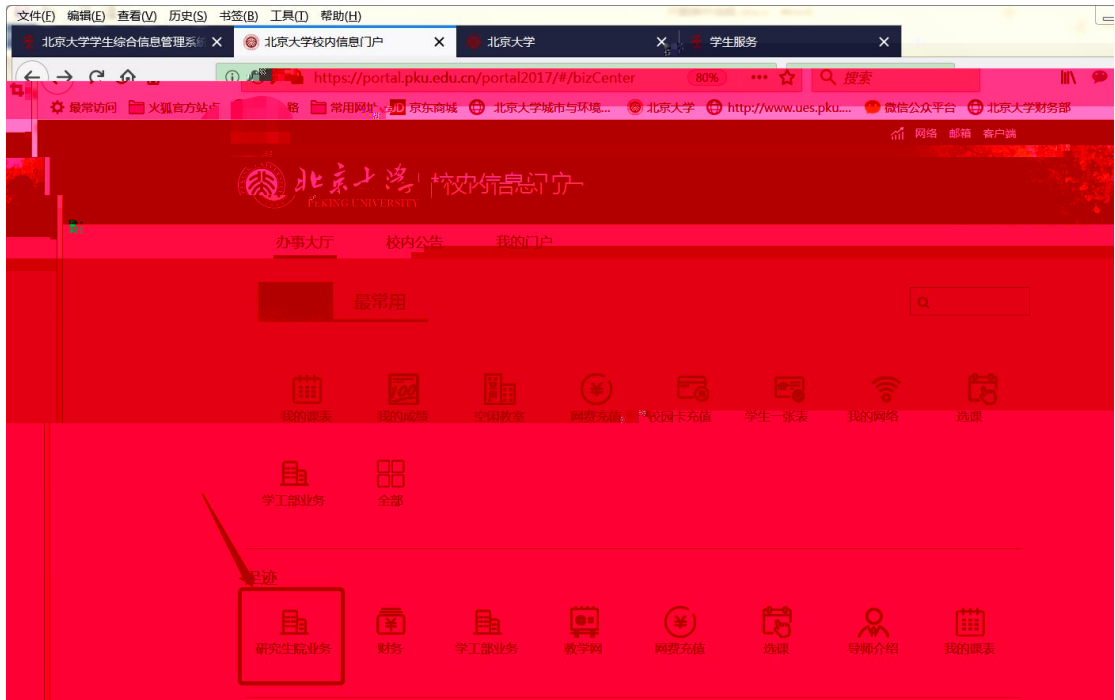 文件(F) 编辑(E) 查看(V) 历史(S) 书签(B) 工具(T) 帮助(H)
北京大学学生综合信息管理系统 北京大学校内信息门户 北京大学 学生服务
https://portal.pku.edu.cn/portal2017/#/bizCenter 80% 搜索
最常访问 火狐官方站点 路 常用网址 JD 京东商城 北京大学城市与环境... 北京大学 http://www.ues.pku.... 微信公众平台 北京大学财务部
网络 邮箱 客户端
北京大学 校内信息门户
PEKING UNIVERSITY
办事大厅 校内公告 我的门户
最常用
我的课表 我的成绩 空闲教室 网费充值 校园卡充值 学生一张表 我的网络 选课
学工部业务 全部
足迹
研究生院业务 财务 学工部业务 教学网 网费充值 选课 导师介绍 我的课表